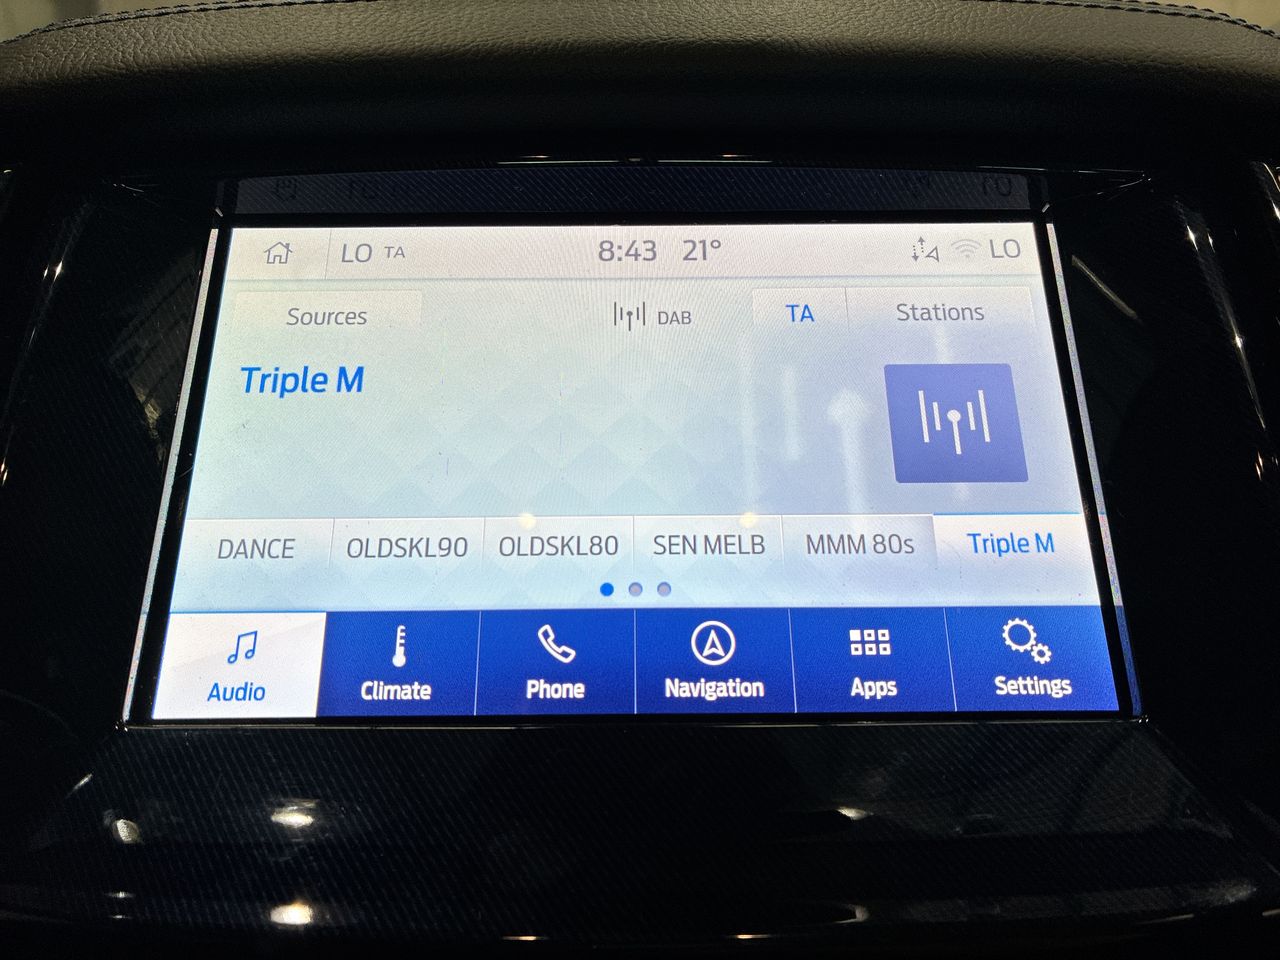 LO TA 8:43 21° LO
Sources DAB TA Stations
Triple M
DANCE OLDSKL90 OLDSKL80 SEN MELB MMM 80s Triple M
Audio Climate Phone Navigation Apps Settings